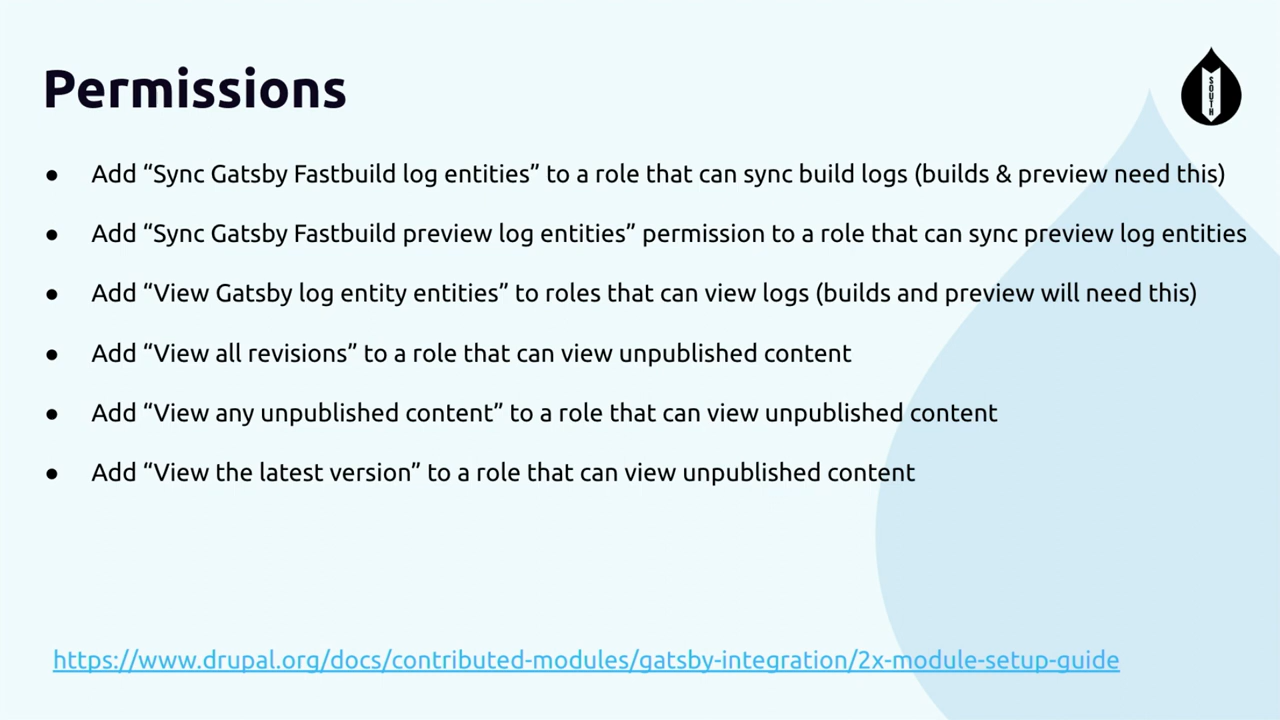 Permissions
SOUTH
● Add “Sync Gatsby Fastbuild log entities” to a role that can sync build logs (builds & preview need this)
● Add “Sync Gatsby Fastbuild preview log entities” permission to a role that can sync preview log entities
● Add “View Gatsby log entity entities” to roles that can view logs (builds and preview will need this)
● Add “View all revisions” to a role that can view unpublished content
● Add “View any unpublished content” to a role that can view unpublished content
● Add “View the latest version” to a role that can view unpublished content
https://www.drupal.org/docs/contributed-modules/gatsby-integration/2x-module-setup-guide